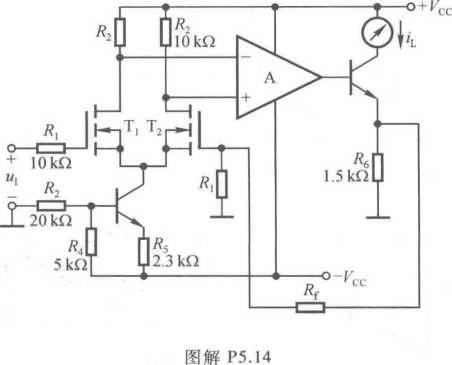 +V_CC
R_2
R_2
10 kΩ
i_L
−
A
+
T_1 T_2
R_1
10 kΩ
+
u_I
−
R_1
R_6
1.5 kΩ
R_2
20 kΩ
R_4
5 kΩ
R_5
2.3 kΩ
−V_CC
R_f
图解 P5.14